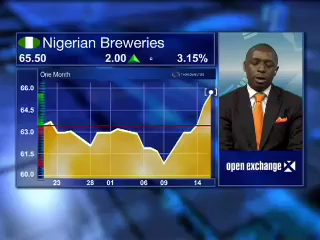 Nigerian Breweries
65.50 2.00 3.15%
One Month
66.0
64.5
63.0
61.5
60.0
23 28 01 06 09 14
open exchange